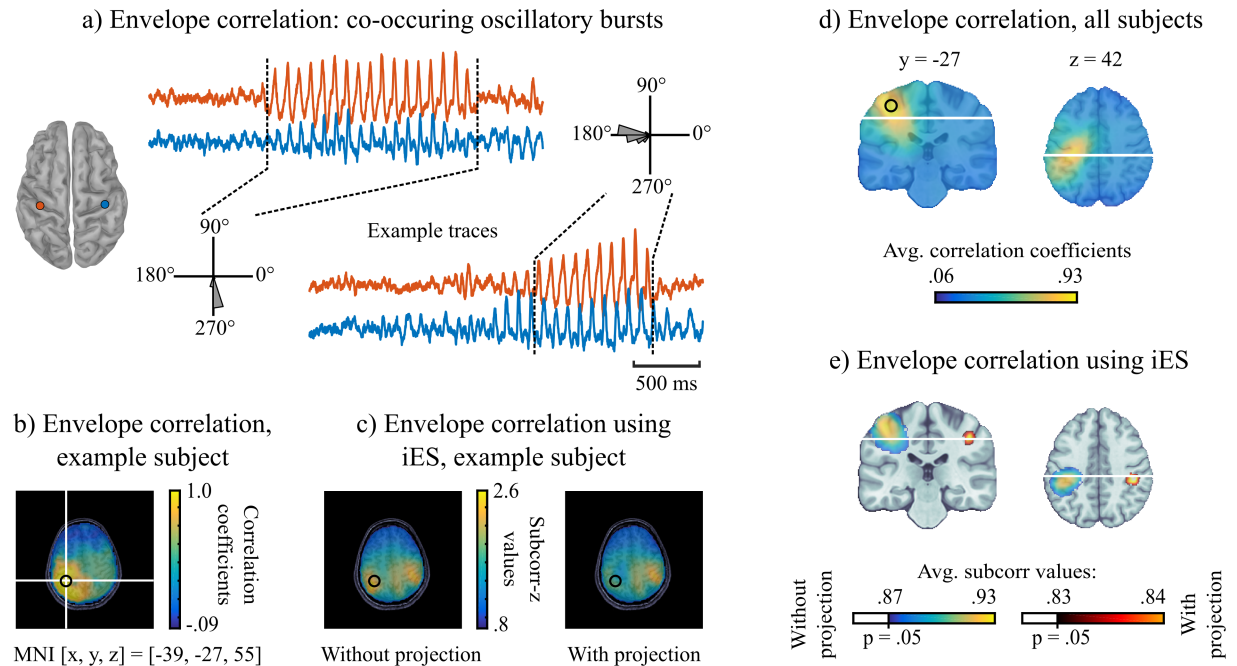 a) Envelope correlation: co-occuring oscillatory bursts
90°
180°
0°
270°
90°
180°
0°
270°
Example traces
500 ms
b) Envelope correlation,
example subject
1.0
-.09
Correlation
coefficients
MNI [x, y, z] = [-39, -27, 55]
c) Envelope correlation using
iES, example subject
2.6
.8
Subcorr-z
values
Without projection
With projection
d) Envelope correlation, all subjects
y = -27
z = 42
Avg. correlation coefficients
.06
.93
e) Envelope correlation using iES
Avg. subcorr values:
Without
projection
.87
.93
p = .05
.83
.84
p = .05
With
projection